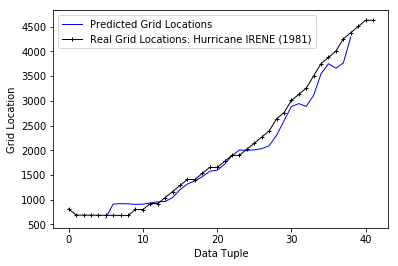 Predicted Grid Locations
Real Grid Locations: Hurricane IRENE (1981)
4500
4000
3500
3000
2500
2000
1500
1000
500
Grid Location
0 10 20 30 40
Data Tuple